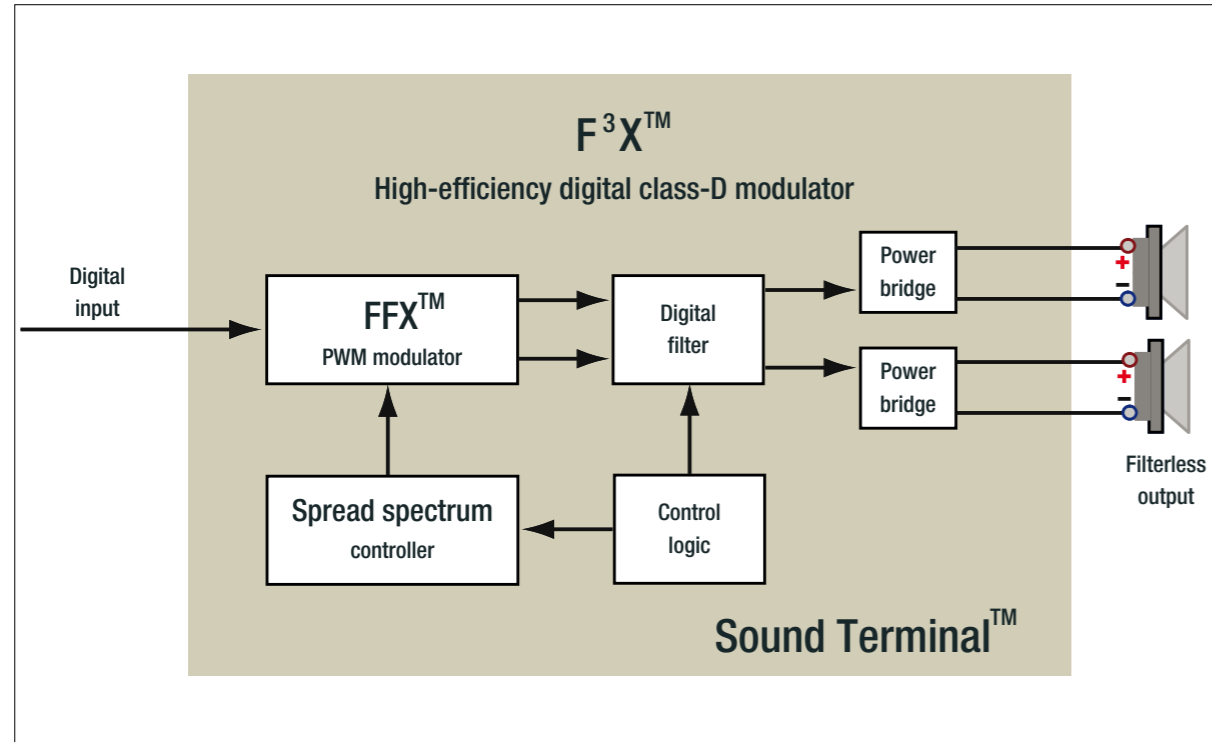 F³X™
High-efficiency digital class-D modulator
Digital
input
FFX™
PWM modulator
Digital
filter
Power
bridge
+
-
Power
bridge
+
-
Filterless
output
Spread spectrum
controller
Control
logic
Sound Terminal™